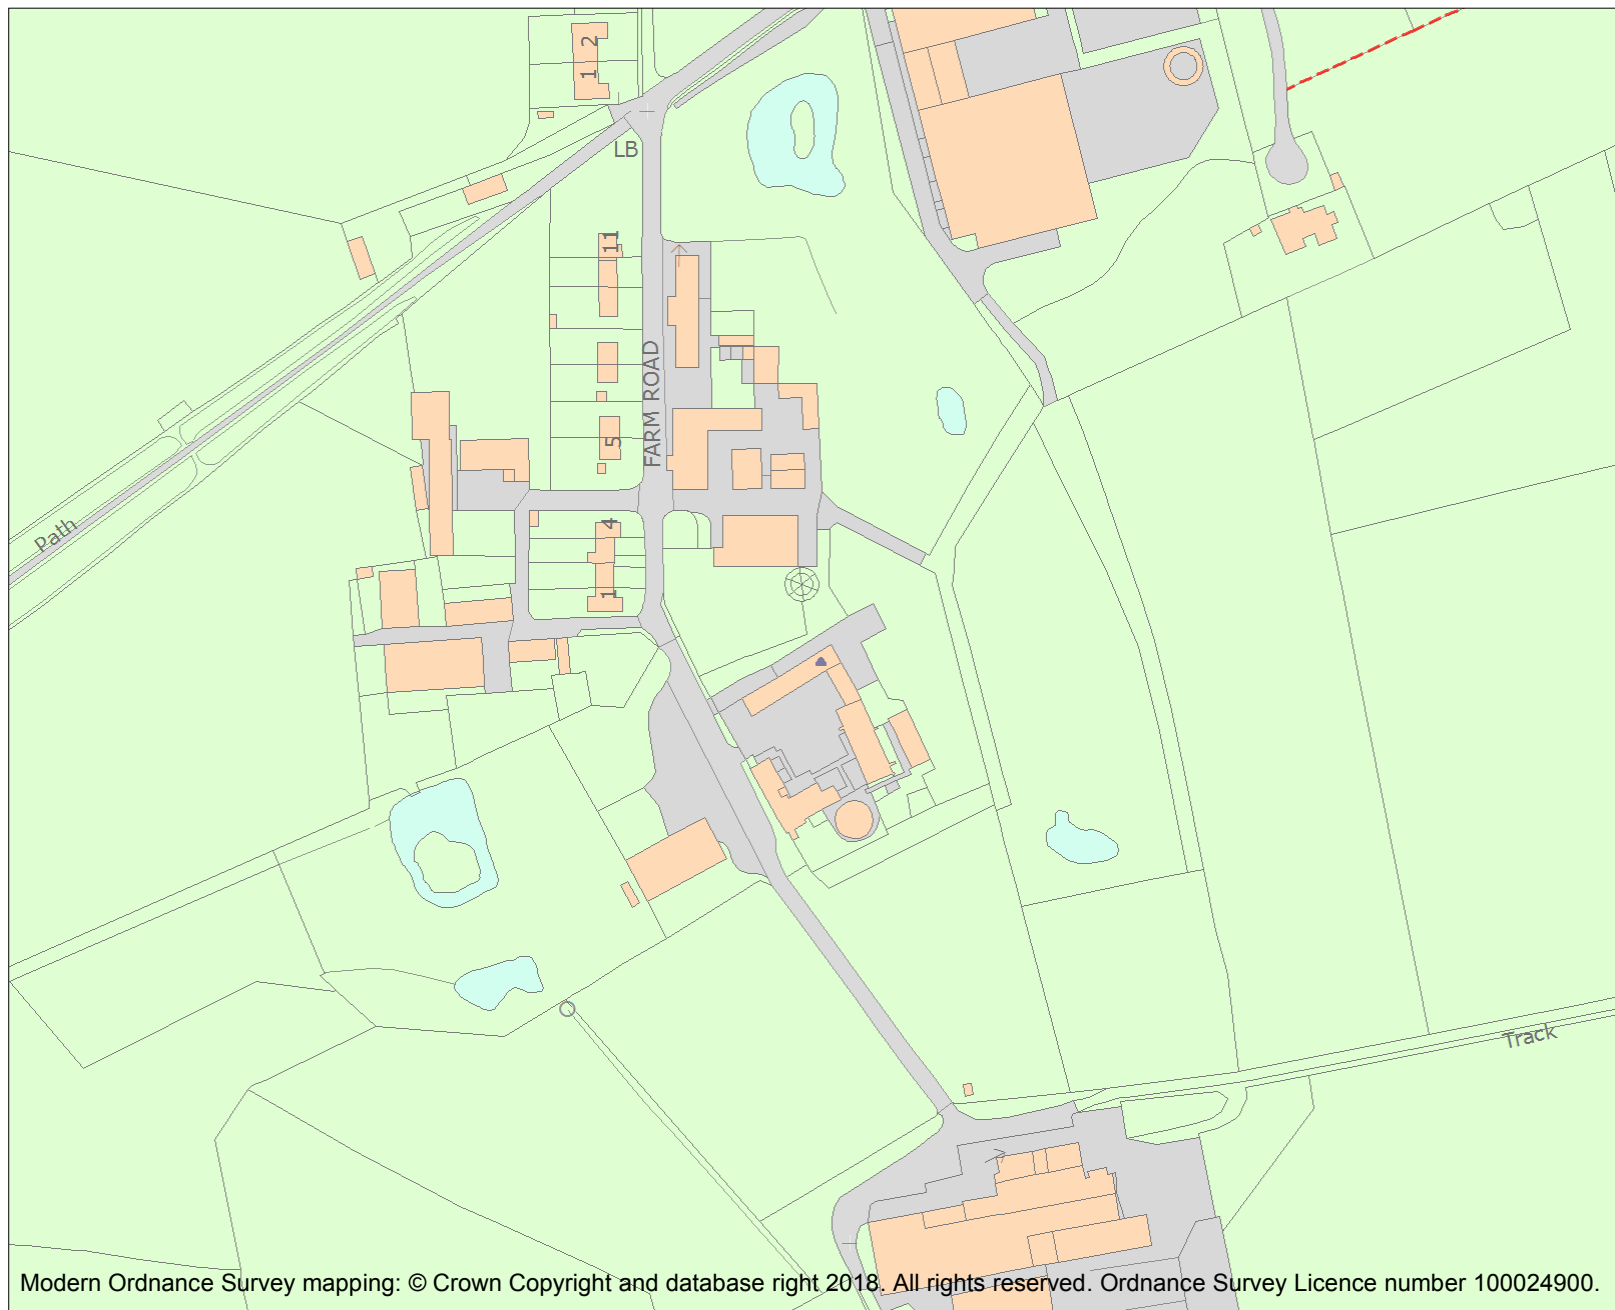 2
1
LB
11
FARM ROAD
5
Path
4
1
Track
Modern Ordnance Survey mapping: © Crown Copyright and database right 2018. All rights reserved. Ordnance Survey Licence number 100024900.